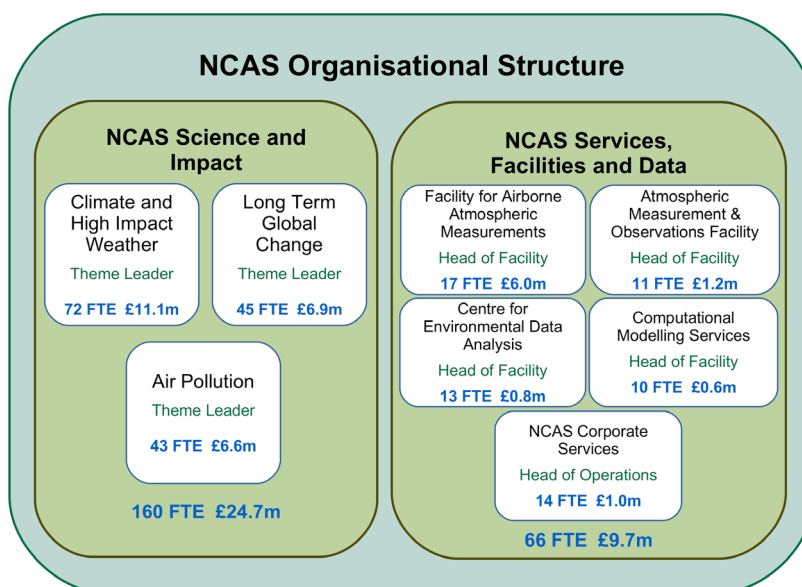 NCAS Organisational Structure
NCAS Science and
Impact
Climate and
High Impact
Weather
Theme Leader
72 FTE £11.1m
Long Term
Global
Change
Theme Leader
45 FTE £6.9m
Air Pollution
Theme Leader
43 FTE £6.6m
160 FTE £24.7m
NCAS Services,
Facilities and Data
Facility for Airborne
Atmospheric
Measurements
Head of Facility
17 FTE £6.0m
Atmospheric
Measurement &
Observations Facility
Head of Facility
11 FTE £1.2m
Centre for
Environmental Data
Analysis
Head of Facility
13 FTE £0.8m
Computational
Modelling Services
Head of Facility
10 FTE £0.6m
NCAS Corporate
Services
Head of Operations
14 FTE £1.0m
66 FTE £9.7m